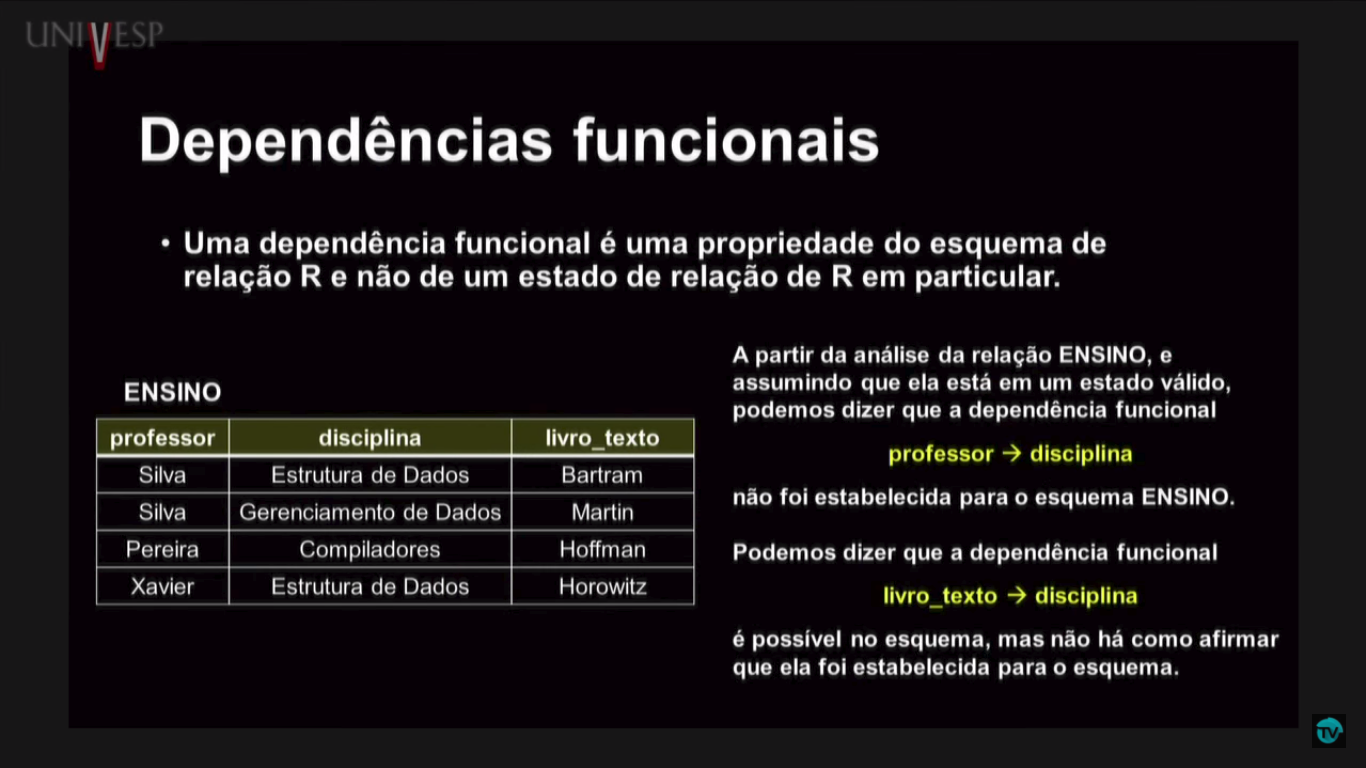 UNIVESP
Dependências funcionais
• Uma dependência funcional é uma propriedade do esquema de
relação R e não de um estado de relação de R em particular.
ENSINO
professor disciplina livro_texto
Silva Estrutura de Dados Bartram
Silva Gerenciamento de Dados Martin
Pereira Compiladores Hoffman
Xavier Estrutura de Dados Horowitz
A partir da análise da relação ENSINO, e
assumindo que ela está em um estado válido,
podemos dizer que a dependência funcional
professor → disciplina
não foi estabelecida para o esquema ENSINO.
Podemos dizer que a dependência funcional
livro_texto → disciplina
é possível no esquema, mas não há como afirmar
que ela foi estabelecida para o esquema.
TV